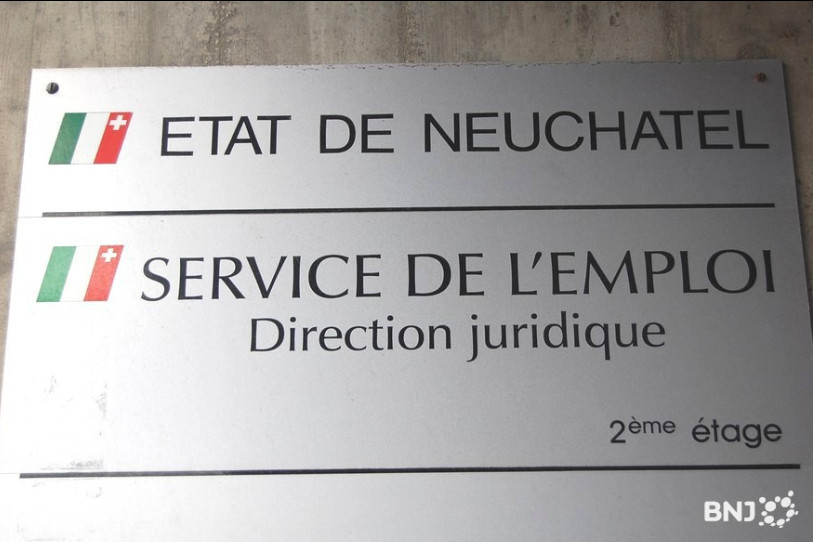 ETAT DE NEUCHATEL
SERVICE DE L'EMPLOI
Direction juridique
2ème étage
BNJ